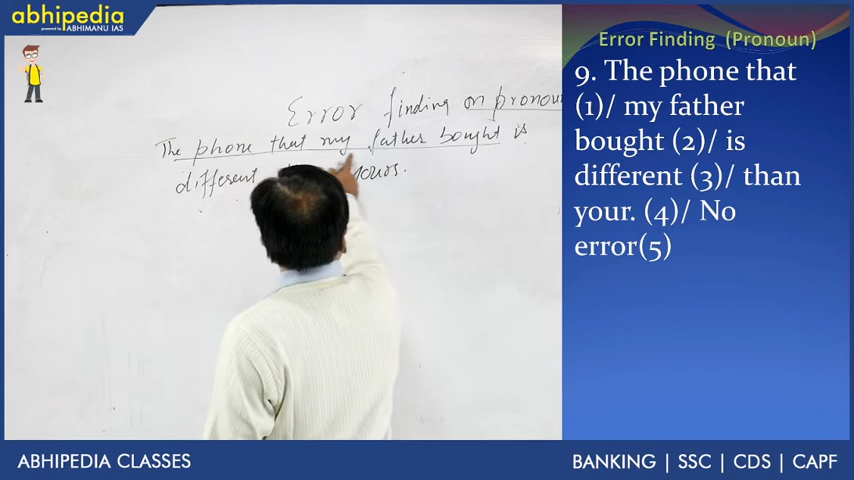 abhipedia
powered by ABHIMANU IAS
Error Finding (Pronoun)
9. The phone that
(1)/ my father
bought (2)/ is
different (3)/ than
your. (4)/ No
error(5)
Error finding on pronoun
The phone that my father bought is
different yours.
ABHIPEDIA CLASSES
BANKING | SSC | CDS | CAPF